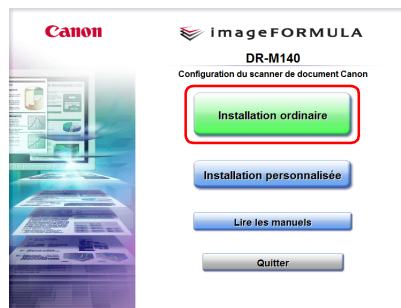 Canon
imageFORMULA
DR-M140
Configuration du scanner de document Canon
Installation ordinaire
Installation personnalisée
Lire les manuels
Quitter